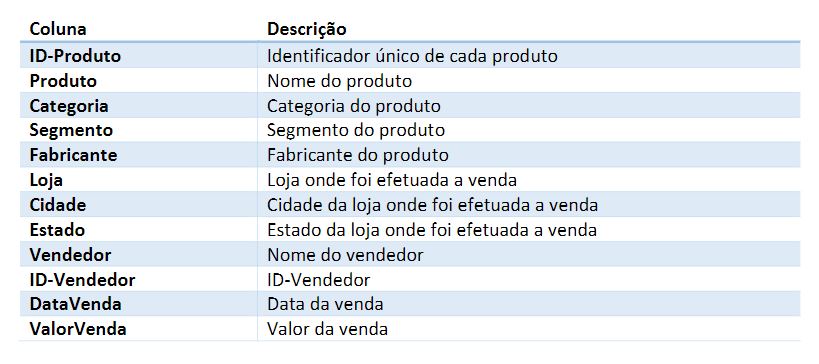 Coluna Descrição
ID-Produto Identificador único de cada produto
Produto Nome do produto
Categoria Categoria do produto
Segmento Segmento do produto
Fabricante Fabricante do produto
Loja Loja onde foi efetuada a venda
Cidade Cidade da loja onde foi efetuada a venda
Estado Estado da loja onde foi efetuada a venda
Vendedor Nome do vendedor
ID-Vendedor ID-Vendedor
DataVenda Data da venda
ValorVenda Valor da venda